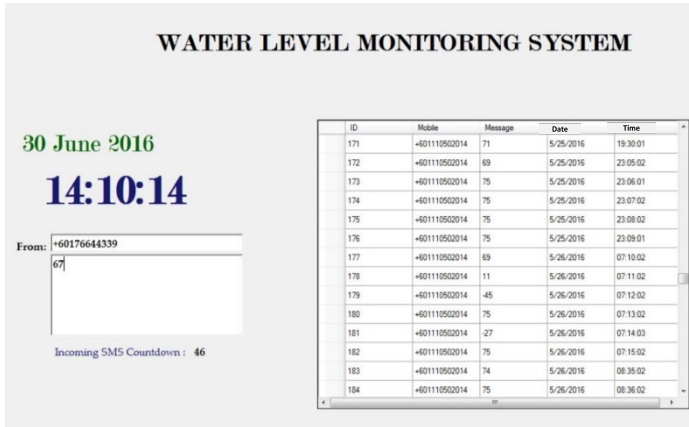 WATER LEVEL MONITORING SYSTEM
30 June 2016
14:10:14
From: +60176644339
67
Incoming SMS Countdown : 46
ID Mobile Message Date Time
171 +601110502014 71 5/25/2016 19:30:01
172 +601110502014 69 5/25/2016 23:05:02
173 +601110502014 75 5/25/2016 23:06:01
174 +601110502014 75 5/25/2016 23:07:02
175 +601110502014 75 5/25/2016 23:08:02
176 +601110502014 75 5/25/2016 23:09:01
177 +601110502014 69 5/26/2016 07:10:02
178 +601110502014 11 5/26/2016 07:11:02
179 +601110502014 -45 5/26/2016 07:12:02
180 +601110502014 75 5/26/2016 07:13:02
181 +601110502014 -27 5/26/2016 07:14:03
182 +601110502014 75 5/26/2016 07:15:02
183 +601110502014 74 5/26/2016 08:35:02
184 +601110502014 75 5/26/2016 08:36:02